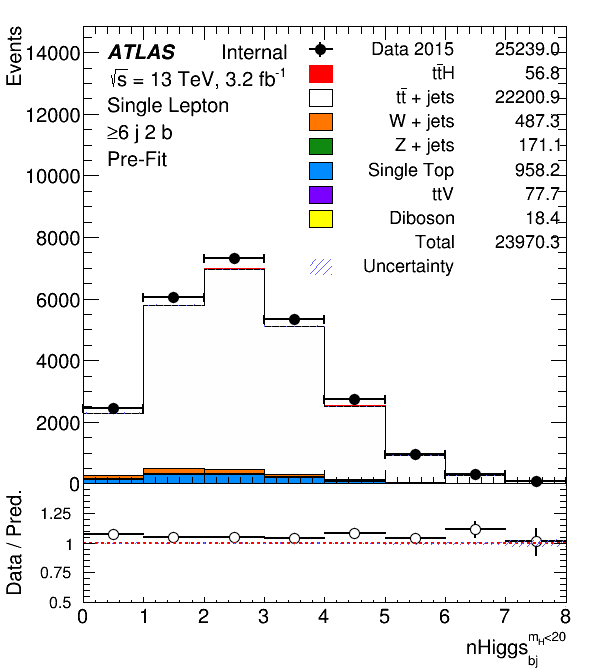 Events
14000
12000
10000
8000
6000
4000
2000
0
ATLAS Internal
√s = 13 TeV, 3.2 fb⁻¹
Single Lepton
≥6 j 2 b
Pre-Fit
Data 2015 25239.0
tt̄H 56.8
tt̄ + jets 22200.9
W + jets 487.3
Z + jets 171.1
Single Top 958.2
ttV 77.7
Diboson 18.4
Total 23970.3
Uncertainty
Data / Pred.
1.25
1
0.75
0.5
0 1 2 3 4 5 6 7 8
nHiggs_bj^m_H<20